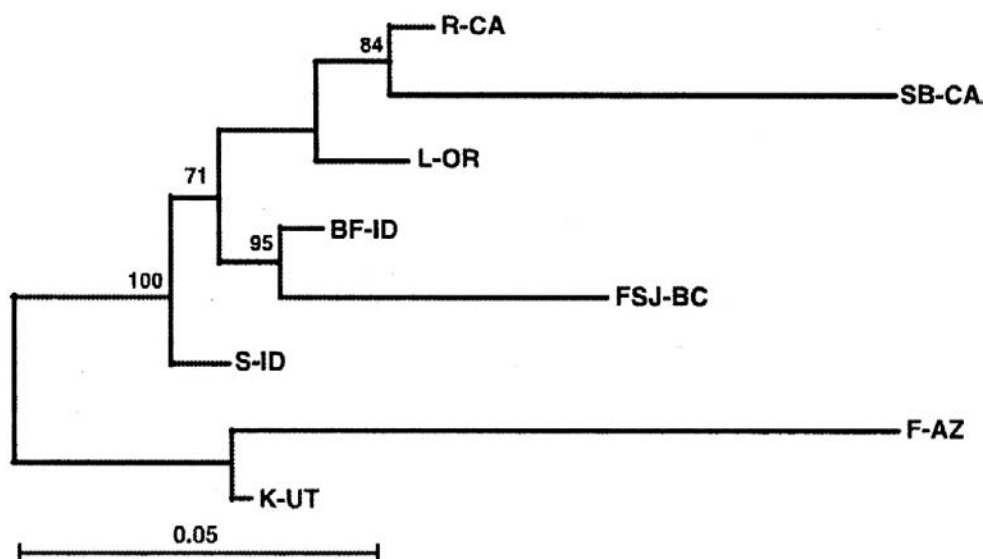 R-CA
84
SB-CA
L-OR
71
BF-ID
95
100
FSJ-BC
S-ID
F-AZ
K-UT
0.05